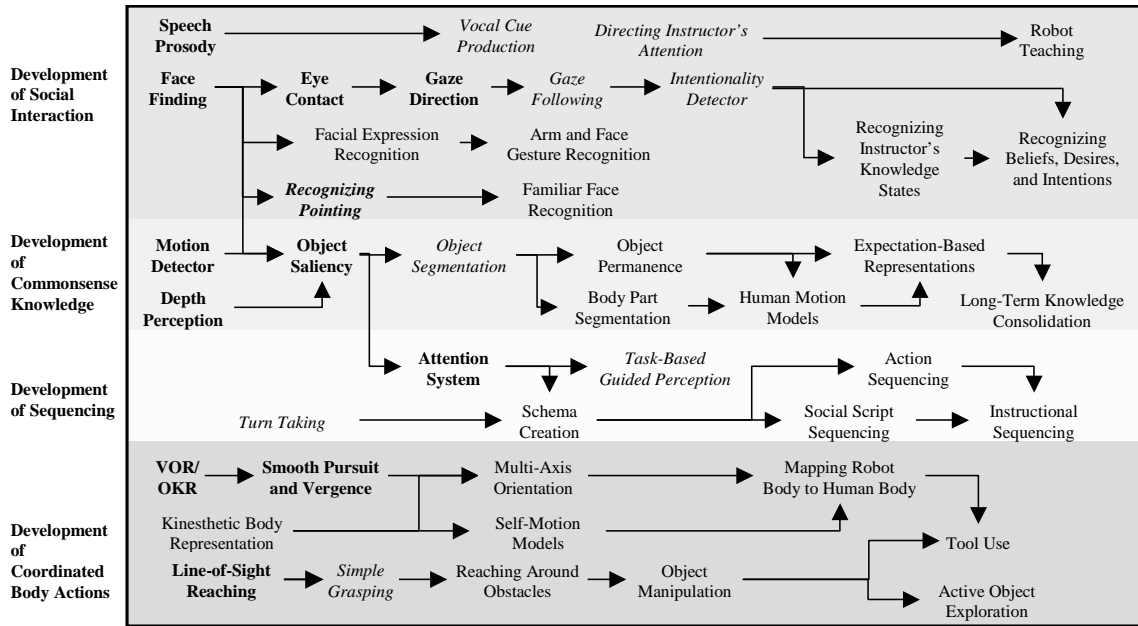 Development
of Social
Interaction
Speech
Prosody
Vocal Cue
Production
Directing Instructor's
Attention
Robot
Teaching
Face
Finding
Eye
Contact
Gaze
Direction
Gaze
Following
Intentionality
Detector
Facial Expression
Recognition
Arm and Face
Gesture Recognition
Recognizing
Instructor's
Knowledge
States
Recognizing
Beliefs, Desires,
and Intentions
Recognizing
Pointing
Familiar Face
Recognition
Development
of
Commonsense
Knowledge
Motion
Detector
Object
Saliency
Object
Segmentation
Object
Permanence
Expectation-Based
Representations
Depth
Perception
Body Part
Segmentation
Human Motion
Models
Long-Term Knowledge
Consolidation
Development
of Sequencing
Attention
System
Task-Based
Guided Perception
Action
Sequencing
Turn Taking
Schema
Creation
Social Script
Sequencing
Instructional
Sequencing
Development
of
Coordinated
Body Actions
VOR/
OKR
Smooth Pursuit
and Vergence
Multi-Axis
Orientation
Mapping Robot
Body to Human Body
Kinesthetic Body
Representation
Self-Motion
Models
Tool Use
Line-of-Sight
Reaching
Simple
Grasping
Reaching Around
Obstacles
Object
Manipulation
Active Object
Exploration